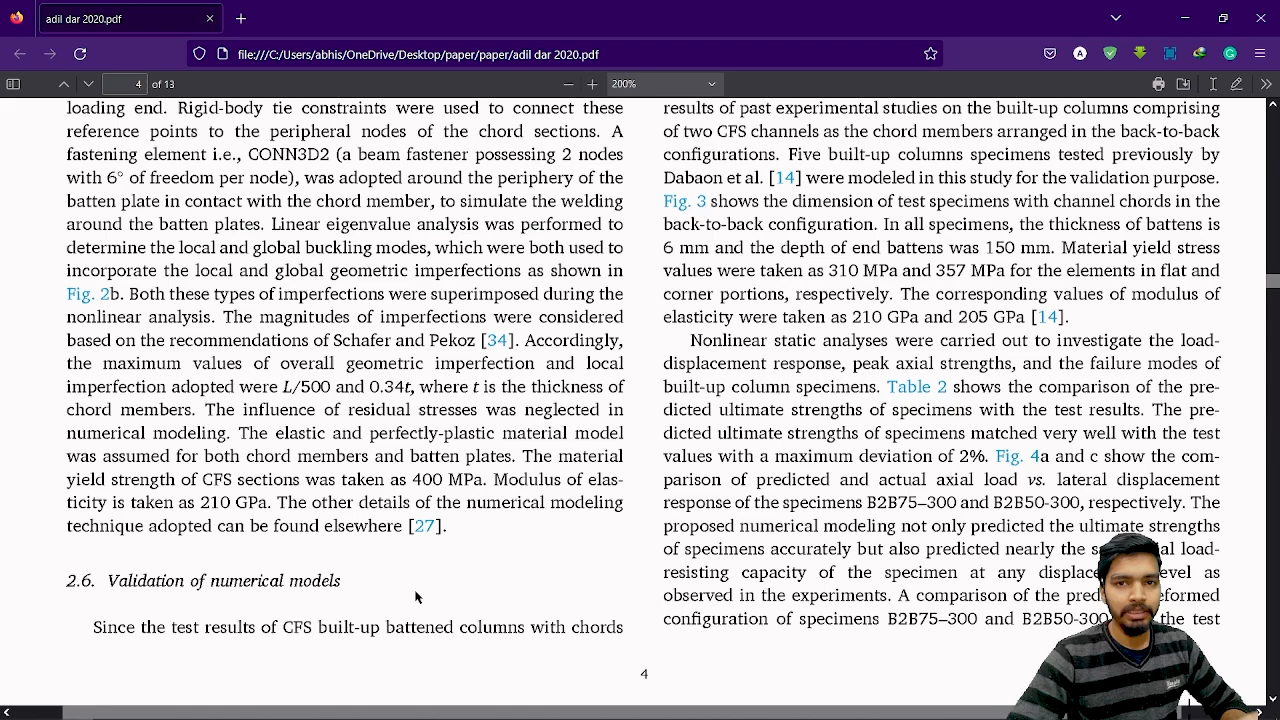 adil dar 2020.pdf
file:///C:/Users/abhis/OneDrive/Desktop/paper/paper/adil dar 2020.pdf
4 of 13
200%
loading end. Rigid-body tie constraints were used to connect these
reference points to the peripheral nodes of the chord sections. A
fastening element i.e., CONN3D2 (a beam fastener possessing 2 nodes
with 6° of freedom per node), was adopted around the periphery of the
batten plate in contact with the chord member, to simulate the welding
around the batten plates. Linear eigenvalue analysis was performed to
determine the local and global buckling modes, which were both used to
incorporate the local and global geometric imperfections as shown in
Fig. 2b. Both these types of imperfections were superimposed during the
nonlinear analysis. The magnitudes of imperfections were considered
based on the recommendations of Schafer and Pekoz [34]. Accordingly,
the maximum values of overall geometric imperfection and local
imperfection adopted were L/500 and 0.34t, where t is the thickness of
chord members. The influence of residual stresses was neglected in
numerical modeling. The elastic and perfectly-plastic material model
was assumed for both chord members and batten plates. The material
yield strength of CFS sections was taken as 400 MPa. Modulus of elas-
ticity is taken as 210 GPa. The other details of the numerical modeling
technique adopted can be found elsewhere [27].
2.6. Validation of numerical models
Since the test results of CFS built-up battened columns with chords
results of past experimental studies on the built-up columns comprising
of two CFS channels as the chord members arranged in the back-to-back
configurations. Five built-up columns specimens tested previously by
Dabaon et al. [14] were modeled in this study for the validation purpose.
Fig. 3 shows the dimension of test specimens with channel chords in the
back-to-back configuration. In all specimens, the thickness of battens is
6 mm and the depth of end battens was 150 mm. Material yield stress
values were taken as 310 MPa and 357 MPa for the elements in flat and
corner portions, respectively. The corresponding values of modulus of
elasticity were taken as 210 GPa and 205 GPa [14].
Nonlinear static analyses were carried out to investigate the load-
displacement response, peak axial strengths, and the failure modes of
built-up column specimens. Table 2 shows the comparison of the pre-
dicted ultimate strengths of specimens with the test results. The pre-
dicted ultimate strengths of specimens matched very well with the test
values with a maximum deviation of 2%. Fig. 4a and c show the com-
parison of predicted and actual axial load vs. lateral displacement
response of the specimens B2B75–300 and B2B50-300, respectively. The
proposed numerical modeling not only predicted the ultimate strengths
of specimens accurately but also predicted nearly the load-
resisting capacity of the specimen at any as
observed in the experiments. A comparison of the
configuration of specimens B2B75–300 and B2B50-300 the test
4